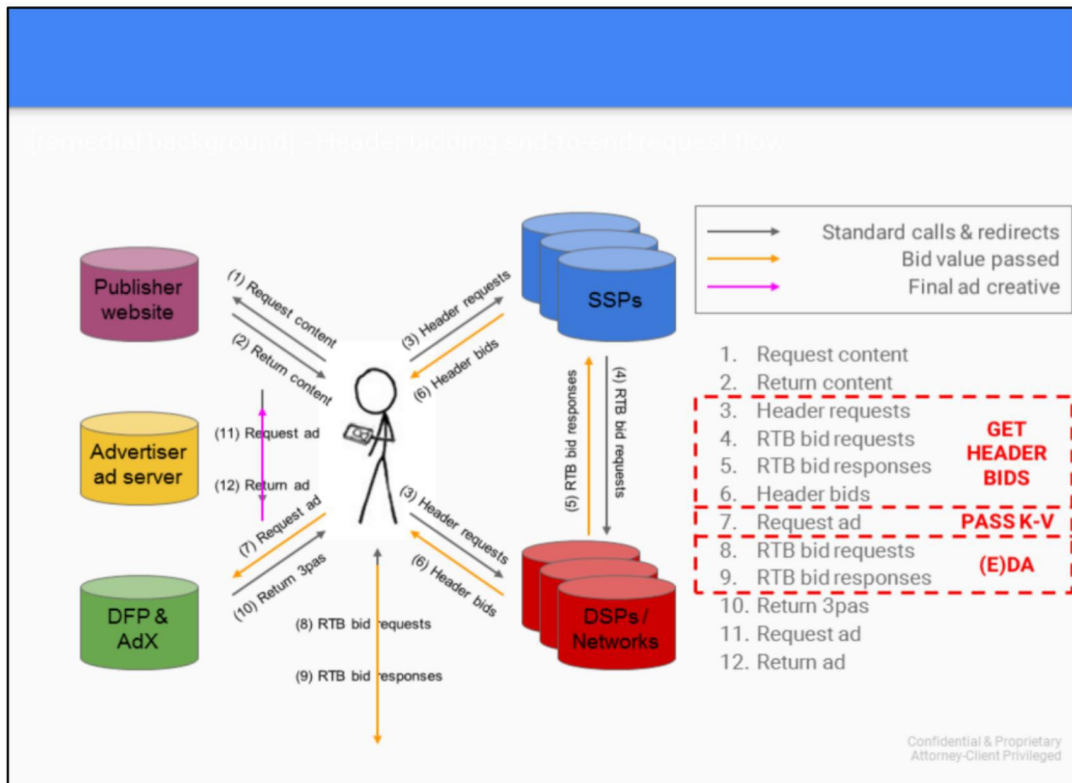 [remedial background] - Header bidding end-to-end request flow
Publisher
website
(1) Request content
(2) Return content
(3) Header requests
(6) Header bids
SSPs
Standard calls & redirects
Bid value passed
Final ad creative
Advertiser
ad server
(11) Request ad
(12) Return ad
(5) RTB bid responses
(4) RTB bid requests
DFP &
AdX
(7) Request ad
(10) Return 3pas
(3) Header requests
(6) Header bids
(8) RTB bid requests
(9) RTB bid responses
DSPs /
Networks
1. Request content
2. Return content
3. Header requests
4. RTB bid requests
5. RTB bid responses
6. Header bids
GET
HEADER
BIDS
7. Request ad
PASS K-V
8. RTB bid requests
9. RTB bid responses
(E)DA
10. Return 3pas
11. Request ad
12. Return ad
Confidential & Proprietary
Attorney-Client Privileged